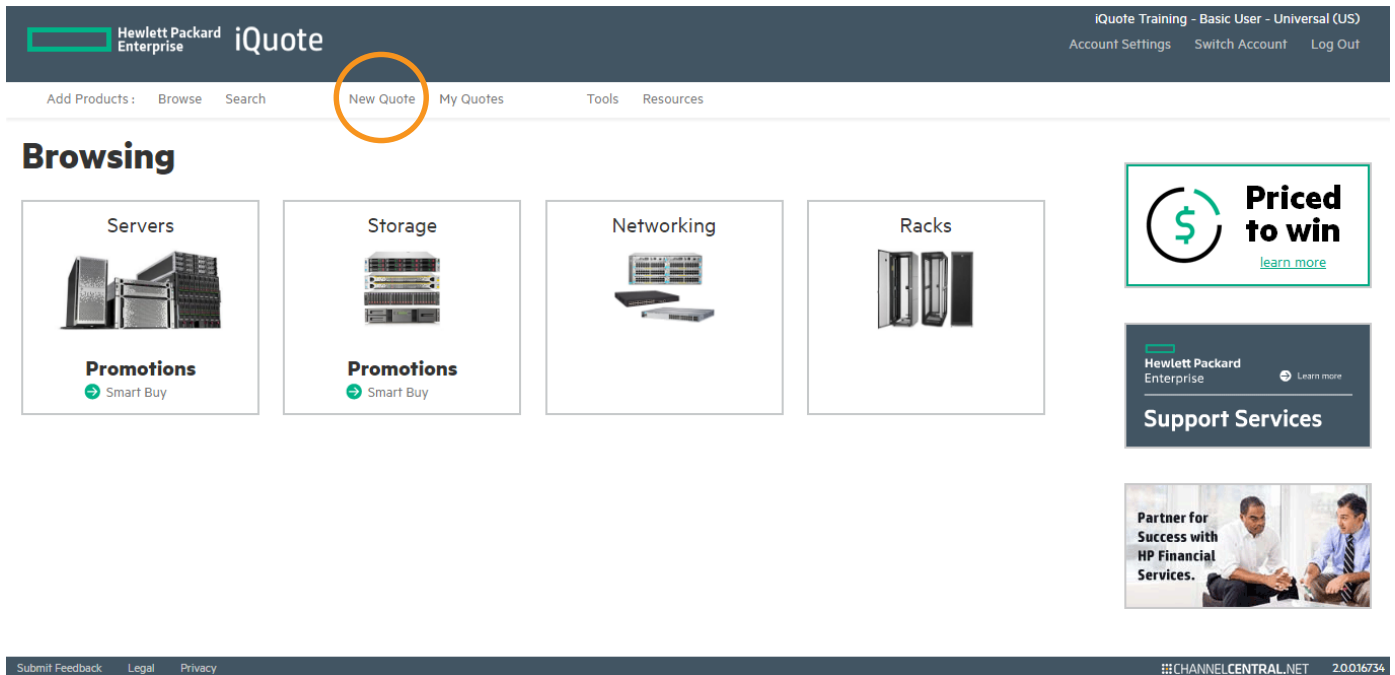 iQuote Training - Basic User - Universal (US)
Hewlett Packard
Enterprise
iQuote
Account Settings Switch Account Log Out
Add Products : Browse Search New Quote My Quotes Tools Resources
Browsing
Servers
Promotions
Smart Buy
Storage
Promotions
Smart Buy
Networking
Racks
$
Priced
to win
learn more
Hewlett Packard
Enterprise
Learn more
Support Services
Partner for
Success with
HP Financial
Services.
Submit Feedback Legal Privacy
CHANNELCENTRAL.NET 2.0.0.16734